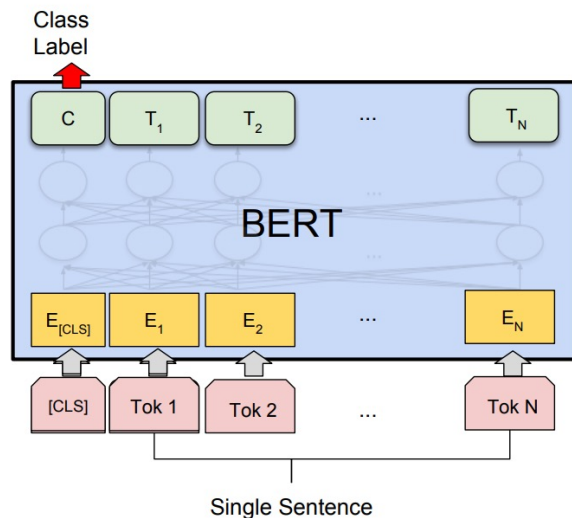 Class
Label
C T1 T2 ... TN
...
BERT
...
E[CLS] E1 E2 ... EN
[CLS] Tok 1 Tok 2 ... Tok N
Single Sentence